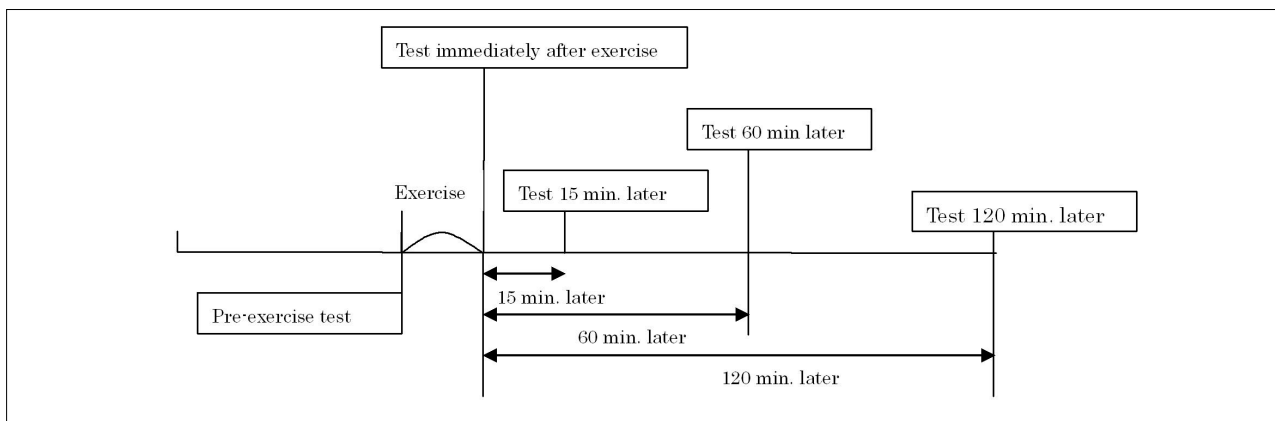 Test immediately after exercise
Test 60 min later
Exercise
Test 15 min. later
Test 120 min. later
Pre-exercise test
15 min. later
60 min. later
120 min. later